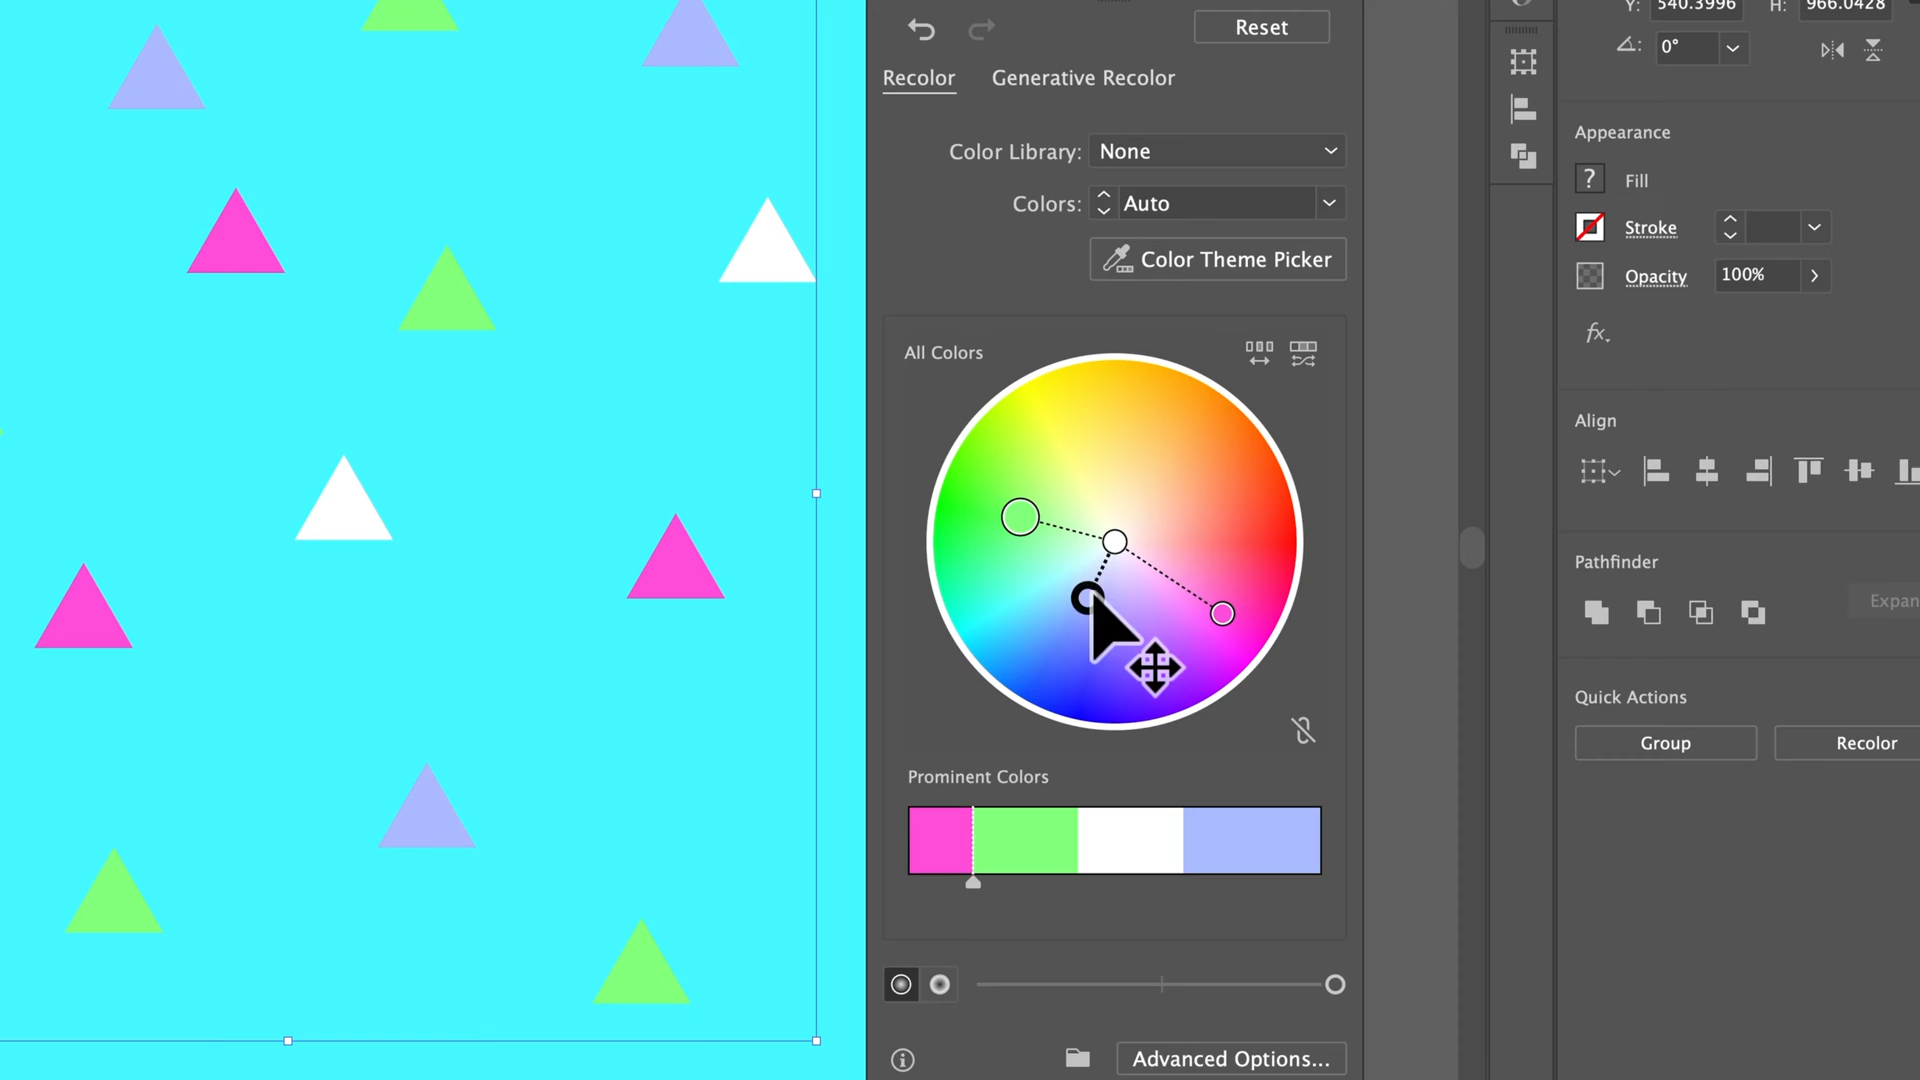 Y: 540.3996 H: 966.0428
Reset
0°
Recolor Generative Recolor
Appearance
Color Library: None
? Fill
Colors: Auto
Stroke
Color Theme Picker
Opacity 100%
fx.
All Colors
Align
Pathfinder
Expan
Quick Actions
Group Recolor
Prominent Colors
Advanced Options...